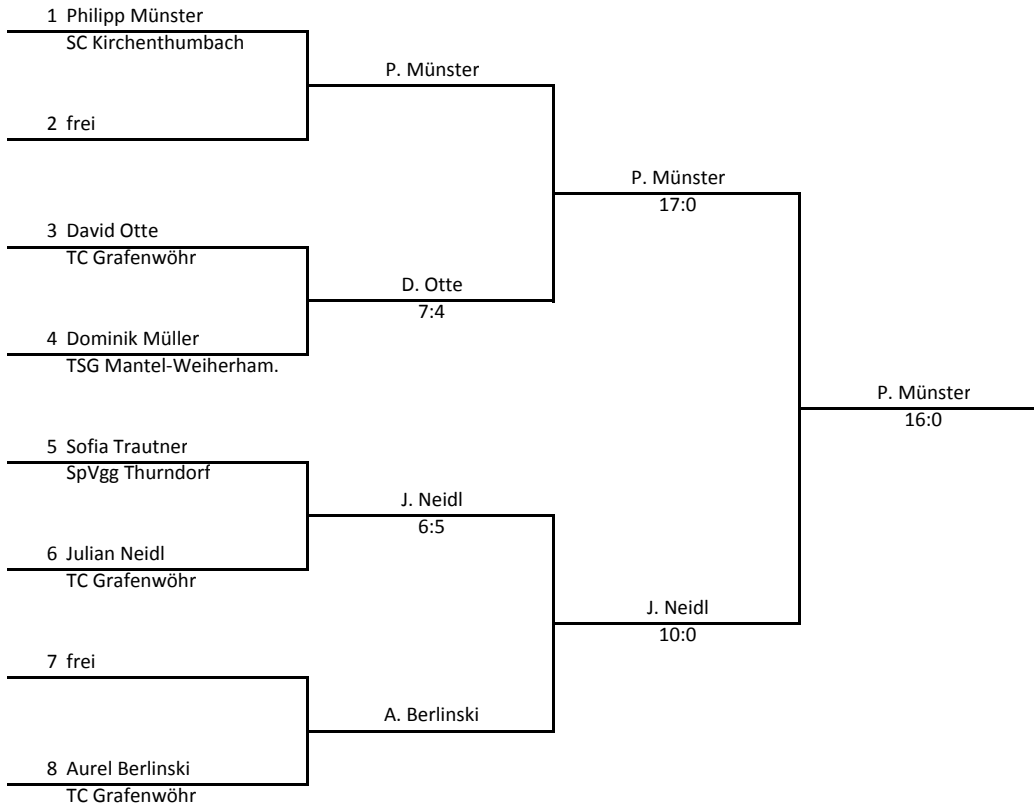 1 Philipp Münster
SC Kirchenthumbach
P. Münster
2 frei
P. Münster
17:0
3 David Otte
TC Grafenwöhr
D. Otte
7:4
4 Dominik Müller
TSG Mantel-Weiherham.
P. Münster
16:0
5 Sofia Trautner
SpVgg Thurndorf
J. Neidl
6:5
6 Julian Neidl
TC Grafenwöhr
J. Neidl
10:0
7 frei
A. Berlinski
8 Aurel Berlinski
TC Grafenwöhr